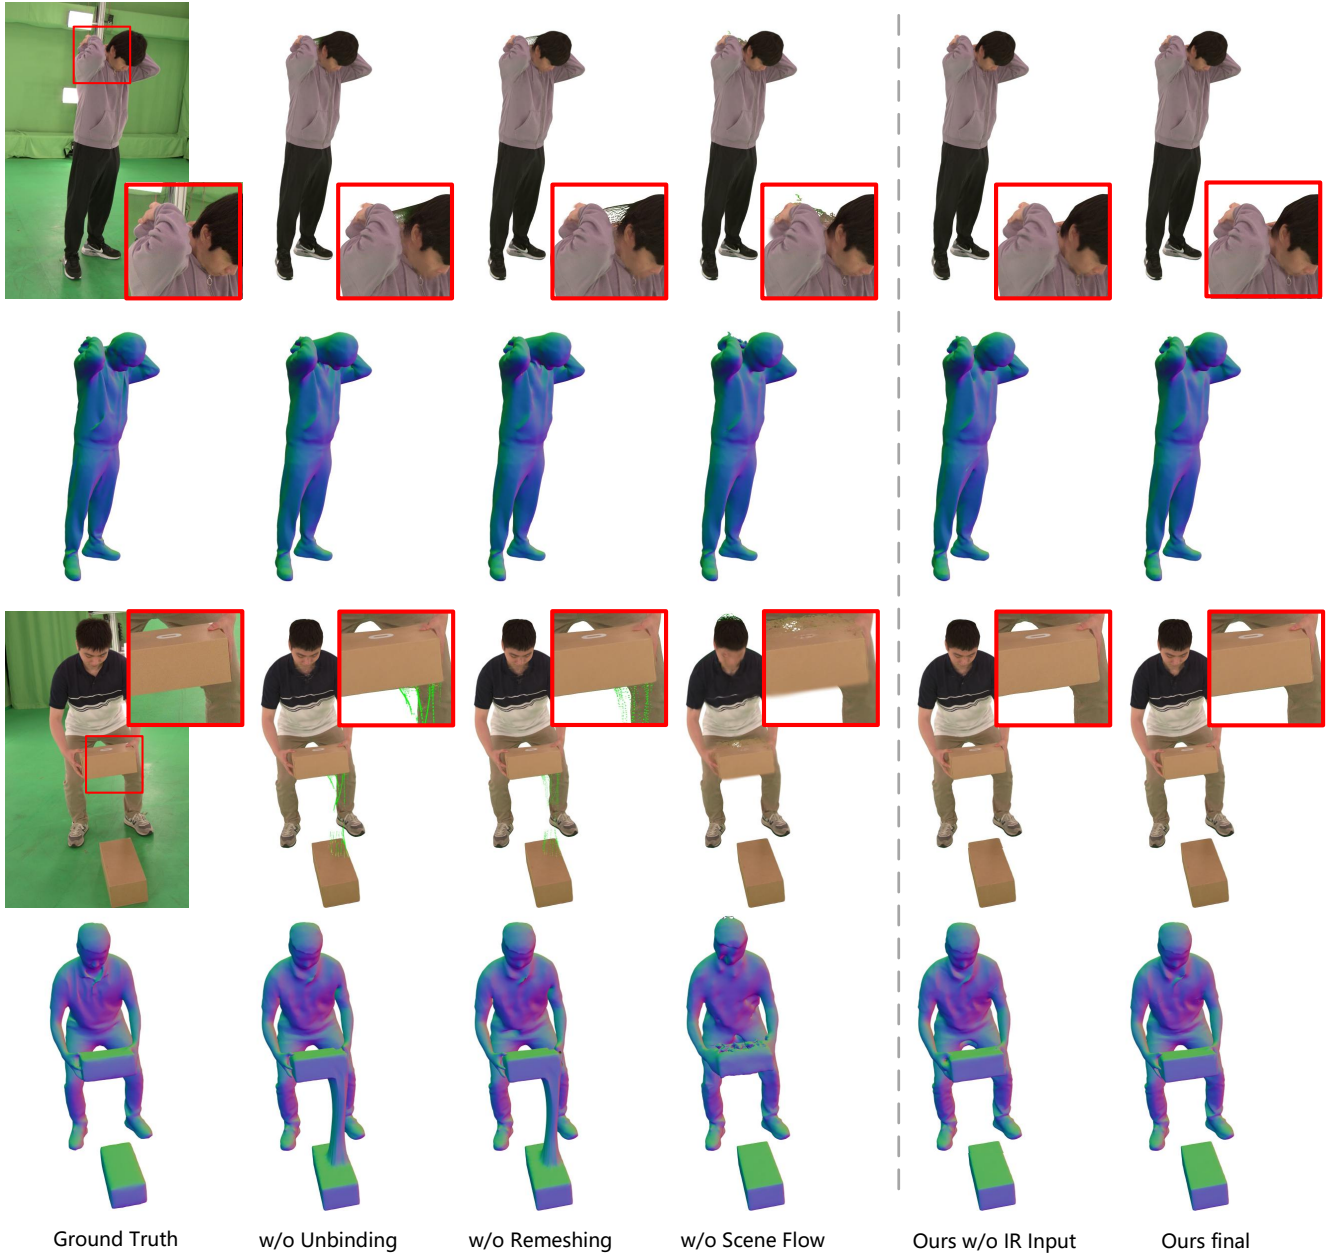 Ground Truth
w/o Unbinding
w/o Remeshing
w/o Scene Flow
Ours w/o IR Input
Ours final